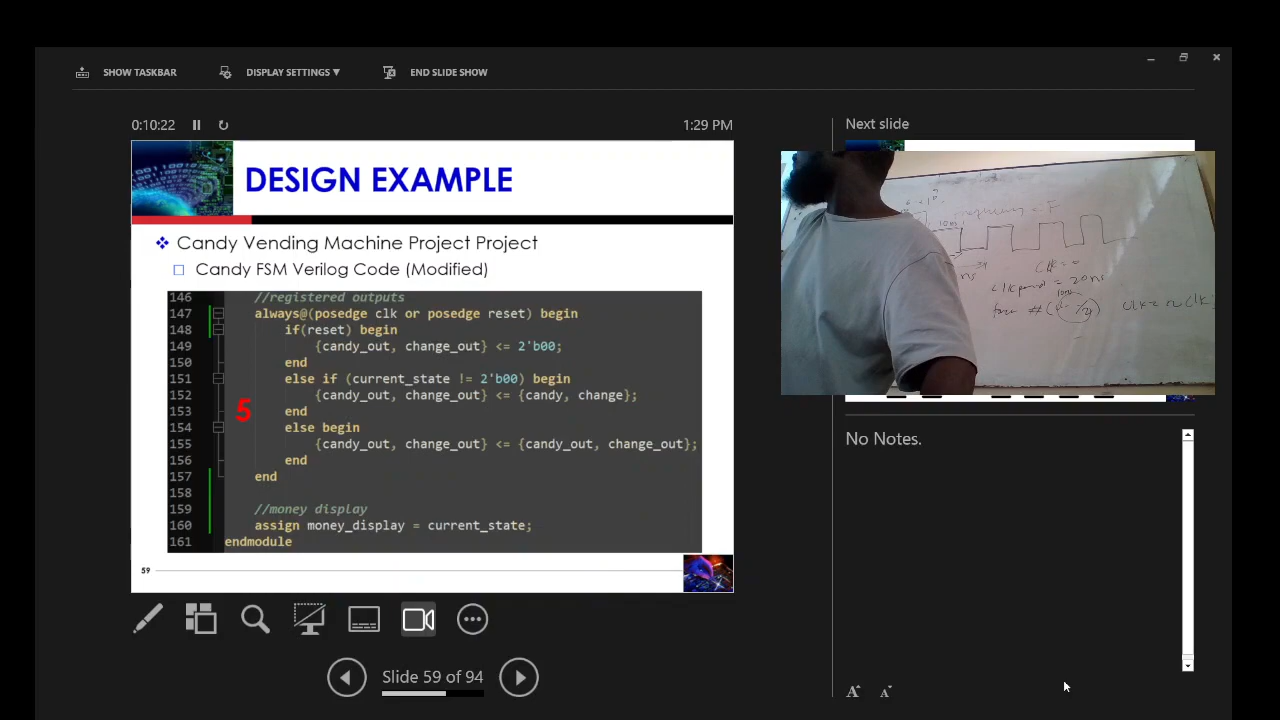 SHOW TASKBAR
DISPLAY SETTINGS ▼
END SLIDE SHOW
0:10:22
1:29 PM
DESIGN EXAMPLE
❖ Candy Vending Machine Project Project
□ Candy FSM Verilog Code (Modified)
146 //registered outputs
147 always@(posedge clk or posedge reset) begin
148 if(reset) begin
149 {candy_out, change_out} <= 2'b00;
150 end
151 else if (current_state != 2'b00) begin
152 {candy_out, change_out} <= {candy, change};
153 end
5
154 else begin
155 {candy_out, change_out} <= {candy_out, change_out};
156 end
157 end
158
159 //money display
160 assign money_display = current_state;
161 endmodule
59
Slide 59 of 94
Next slide
clk = 0
clk period = 20ns
No Notes.
A A